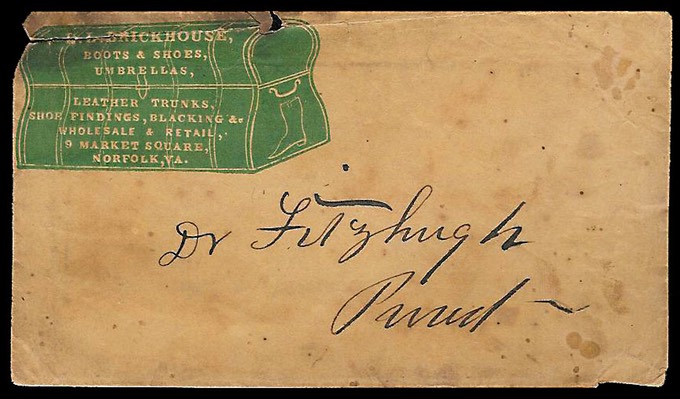 BRICKHOUSE,
BOOTS & SHOES,
UMBRELLAS,
LEATHER TRUNKS,
SHOE FINDINGS, BLACKING &c
WHOLESALE & RETAIL,
9 MARKET SQUARE,
NORFOLK, VA.
Dr Fitzhugh